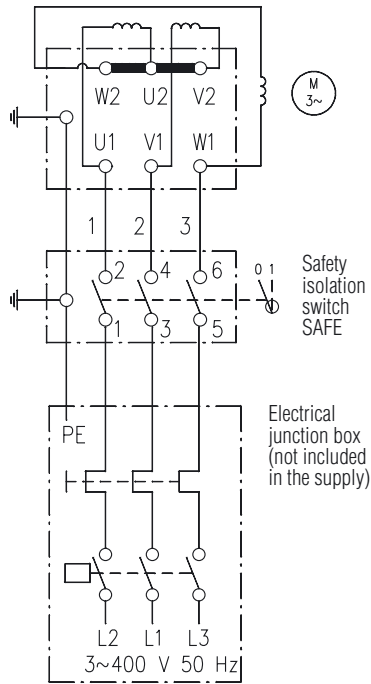 M
3~
W2 U2 V2
U1 V1 W1
1 2 3
2 4 6
0 1
Safety
isolation
switch
SAFE
1 3 5
Electrical
junction box
(not included
in the supply)
PE
L2 L1 L3
3~400 V 50 Hz